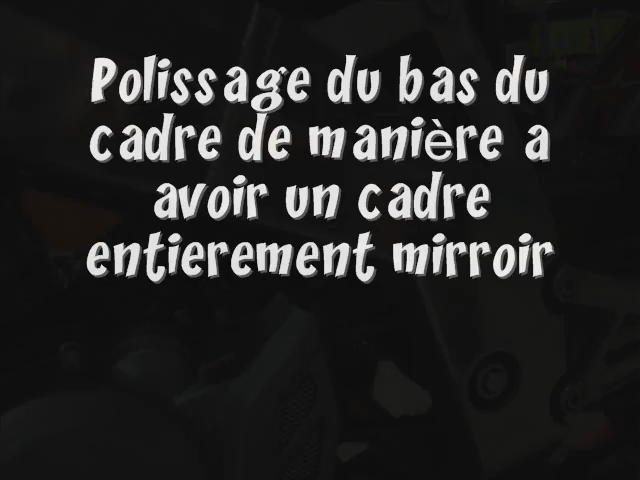 Polissage du bas du
cadre de manière a
avoir un cadre
entierement mirroir